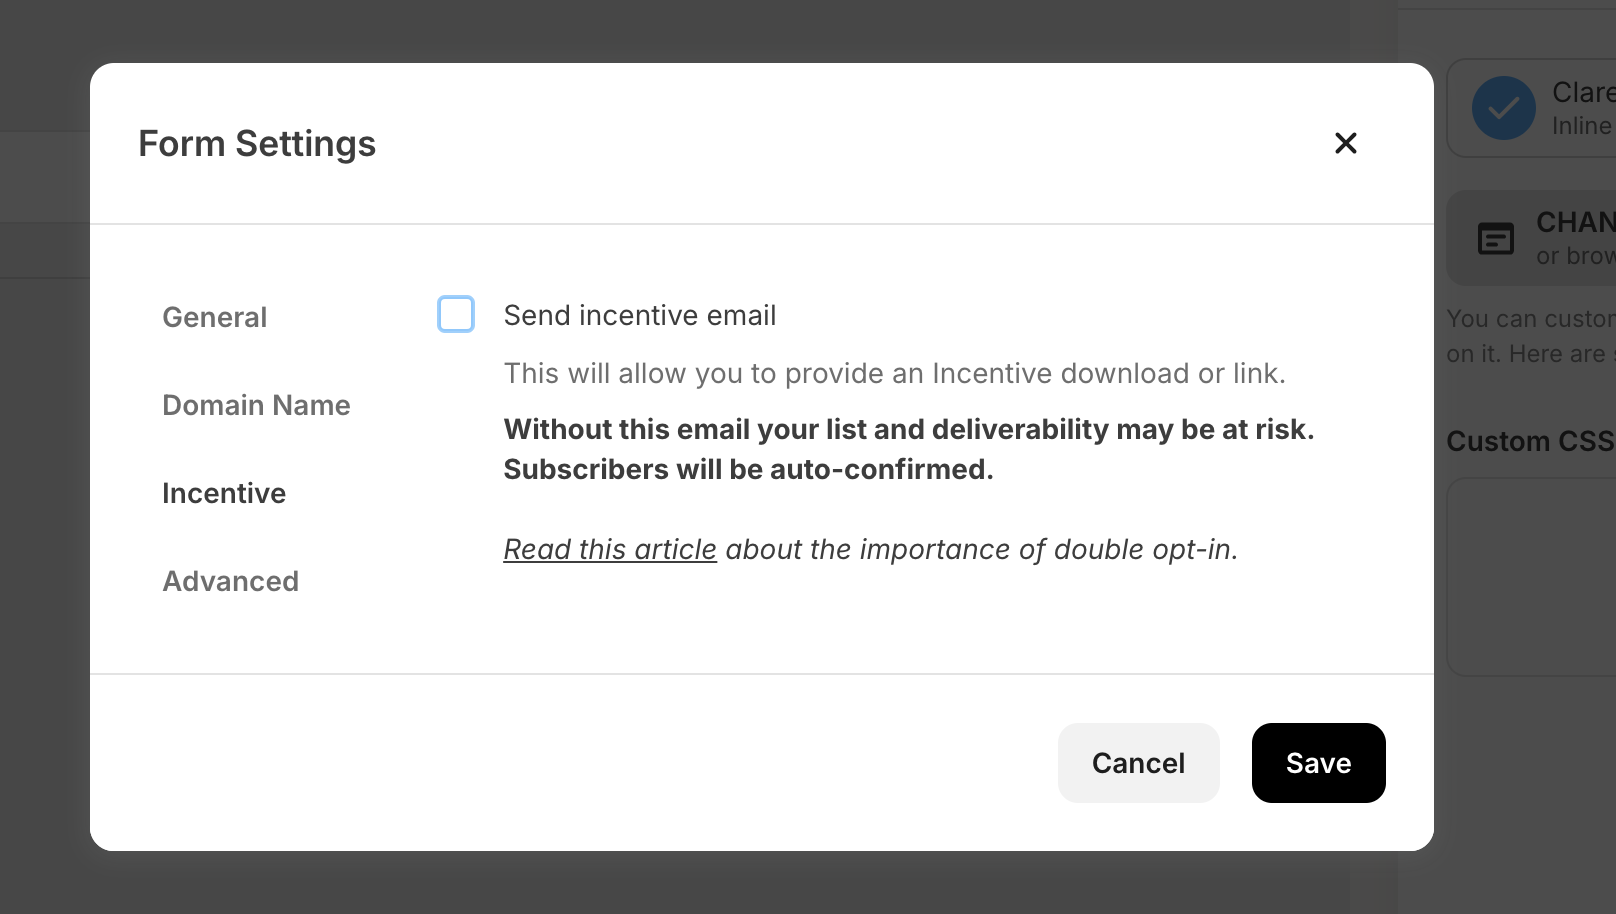 Form Settings
General
Domain Name
Incentive
Advanced
Send incentive email
This will allow you to provide an Incentive download or link.
Without this email your list and deliverability may be at risk.
Subscribers will be auto-confirmed.
Read this article about the importance of double opt-in.
Cancel
Save
Clare
Inline
CHAN
or brow
You can custom
on it. Here are s
Custom CSS